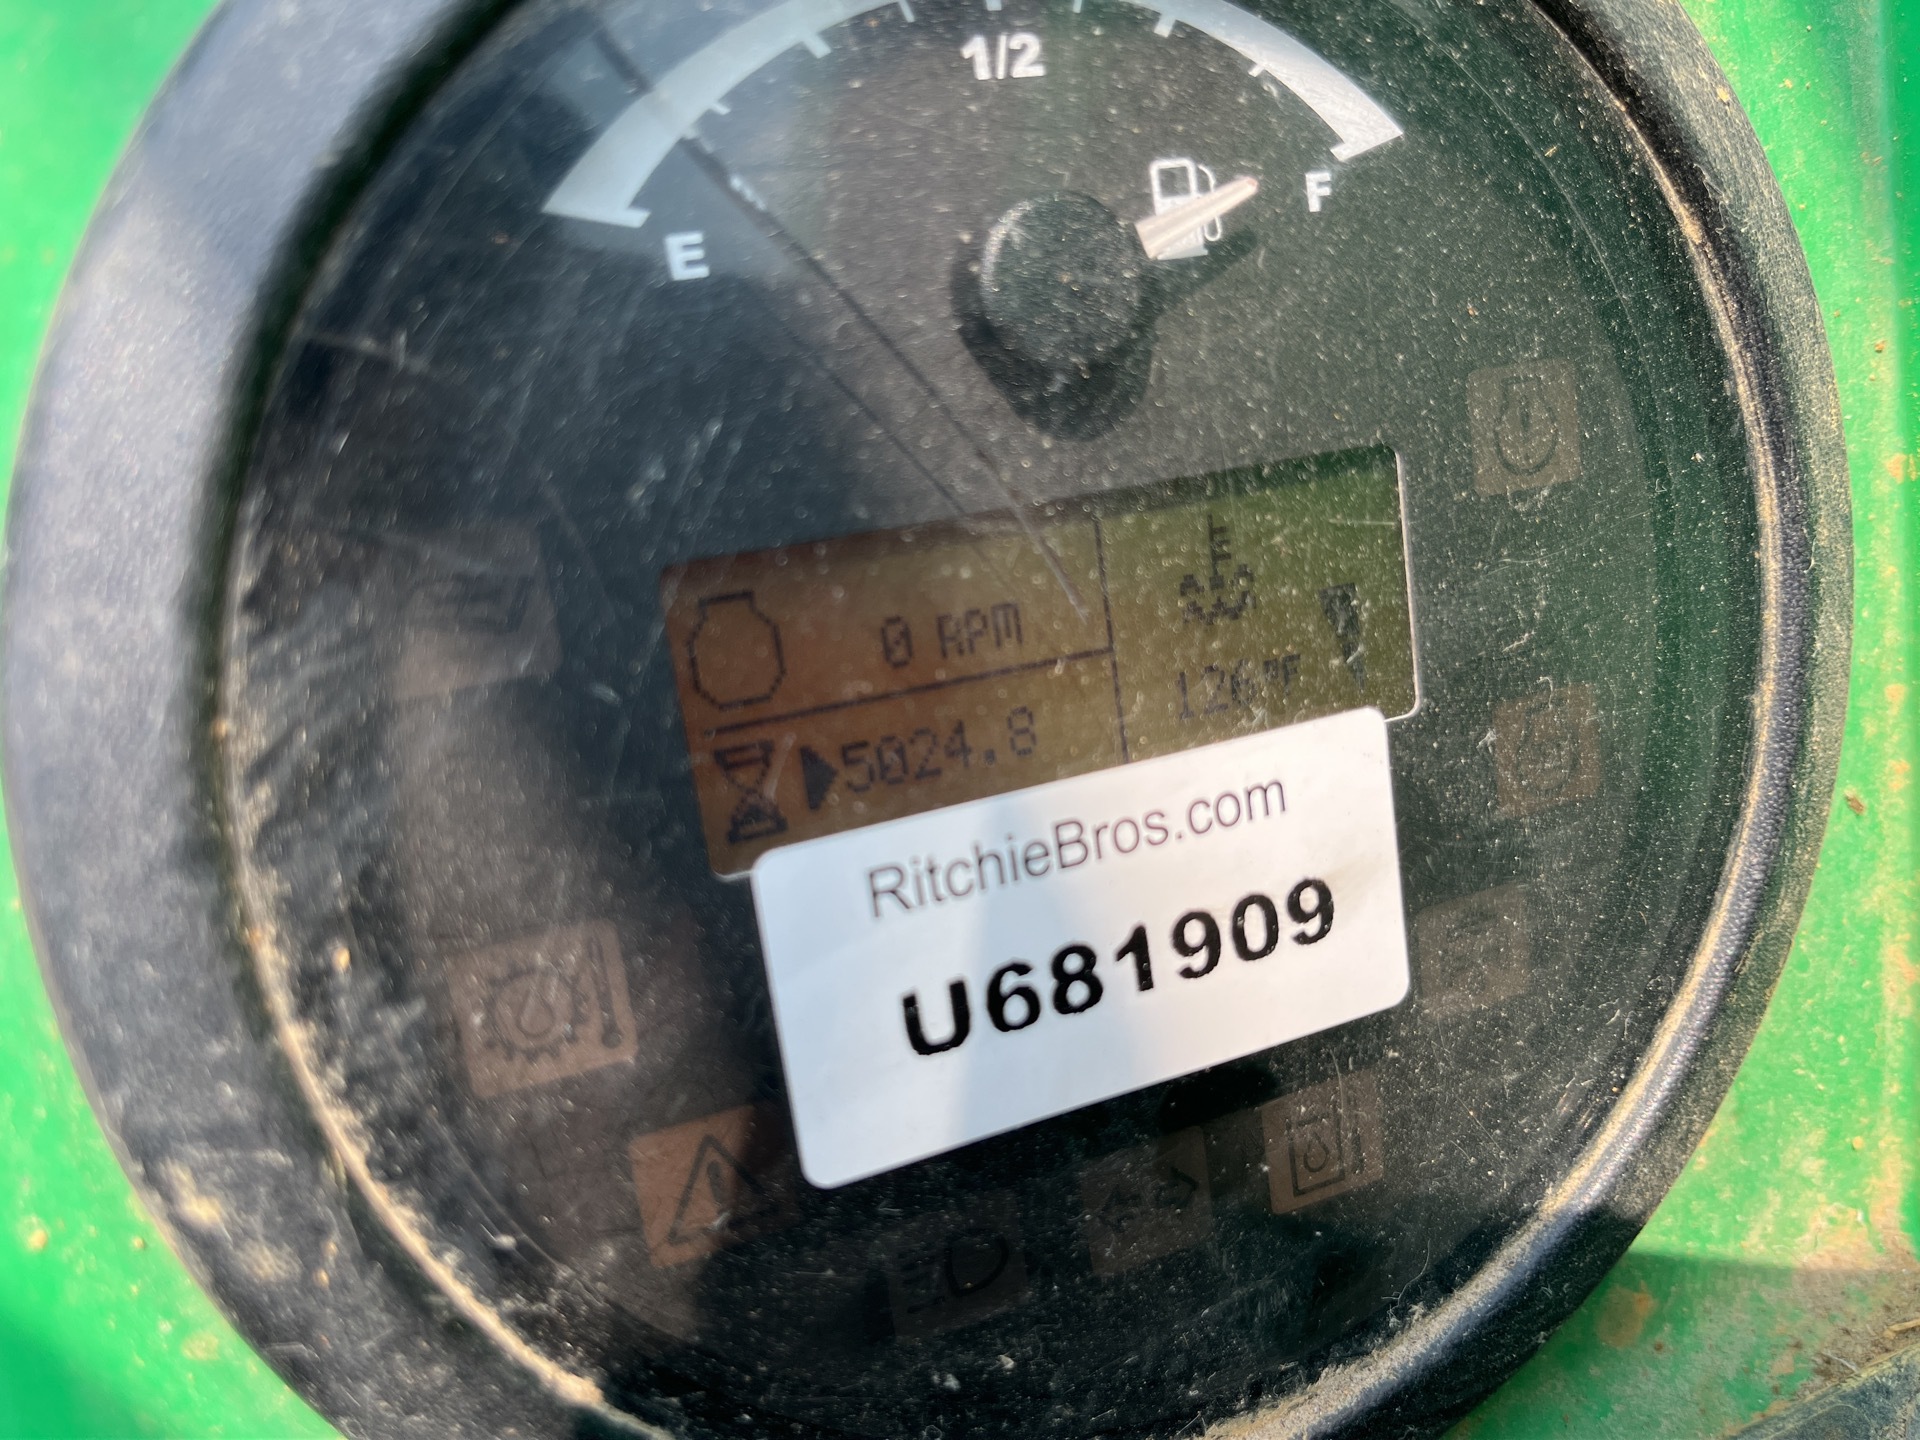 1/2
E
F
0 RPM
126°F
5024.8
RitchieBros.com
U681909